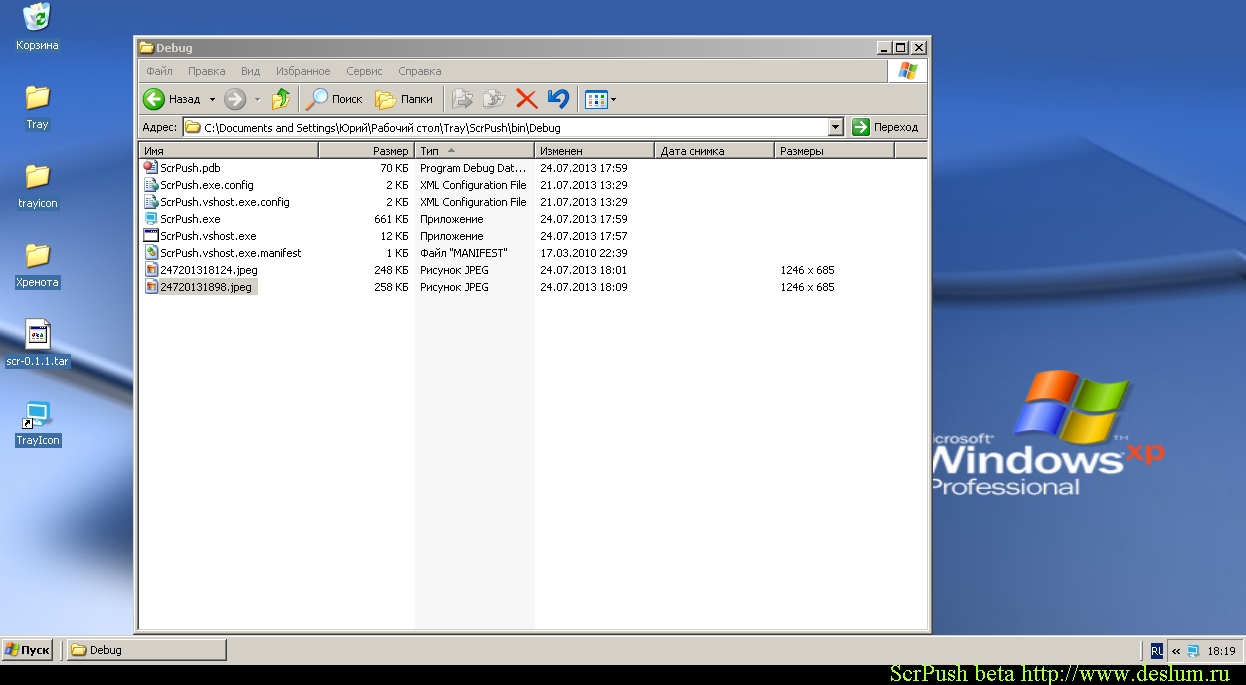 Корзина
Tray
trayicon
Хренота
scr-0.1.1.tar
TrayIcon
Debug
Файл Правка Вид Избранное Сервис Справка
Назад Поиск Папки
Адрес: C:\Documents and Settings\Юрий\Рабочий стол\Tray\ScrPush\bin\Debug Переход
Имя Размер Тип Изменен Дата снимка Размеры
ScrPush.pdb 70 КБ Program Debug Dat... 24.07.2013 17:59
ScrPush.exe.config 2 КБ XML Configuration File 21.07.2013 13:29
ScrPush.vshost.exe.config 2 КБ XML Configuration File 21.07.2013 13:29
ScrPush.exe 661 КБ Приложение 24.07.2013 17:59
ScrPush.vshost.exe 12 КБ Приложение 24.07.2013 17:57
ScrPush.vshost.exe.manifest 1 КБ Файл "MANIFEST" 17.03.2010 22:39
247201318124.jpeg 248 КБ Рисунок JPEG 24.07.2013 18:01 1246 x 685
24720131898.jpeg 258 КБ Рисунок JPEG 24.07.2013 18:09 1246 x 685
crosoft
Windows xp
Professional
Пуск Debug RL « 18:19
ScrPush beta http://www.deslum.ru